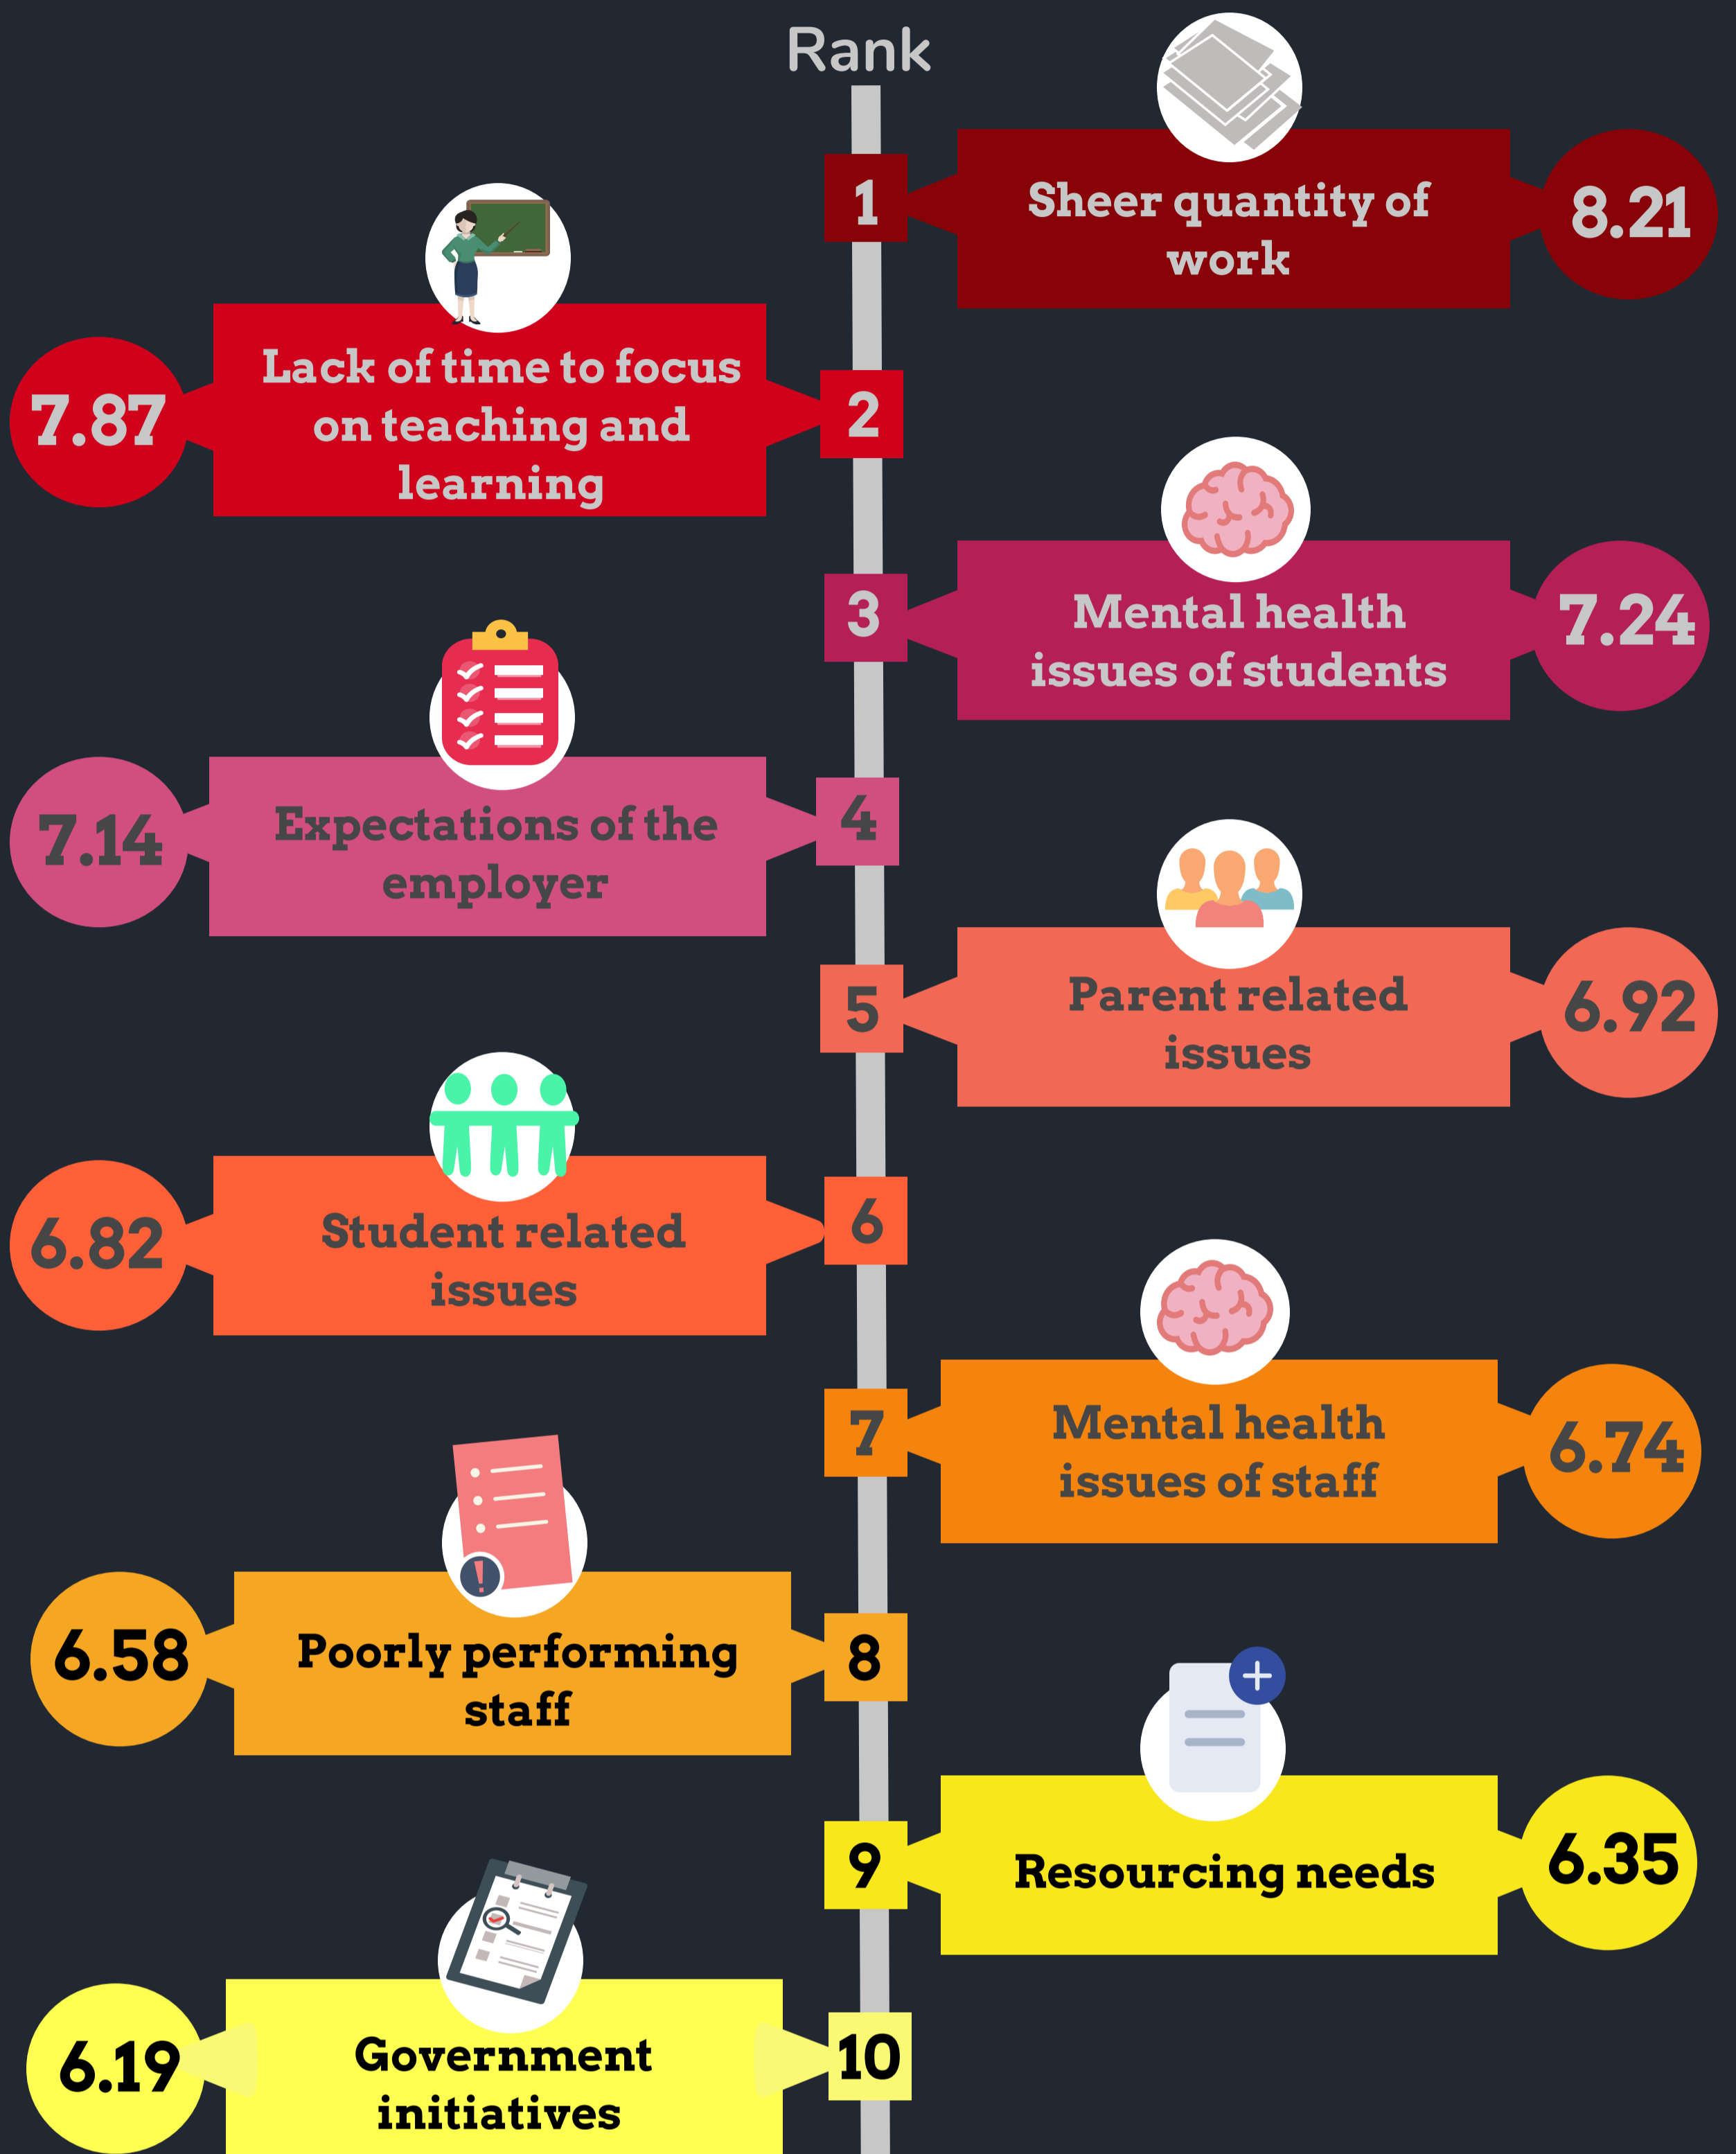 Rank
1
Sheer quantity of
work
8.21
7.87
Lack of time to focus
on teaching and
learning
2
3
Mental health
issues of students
7.24
7.14
Expectations of the
employer
4
5
Parent related
issues
6.92
6.82
Student related
issues
6
7
Mental health
issues of staff
6.74
6.58
Poorly performing
staff
8
9
Resourcing needs
6.35
6.19
Government
initiatives
10